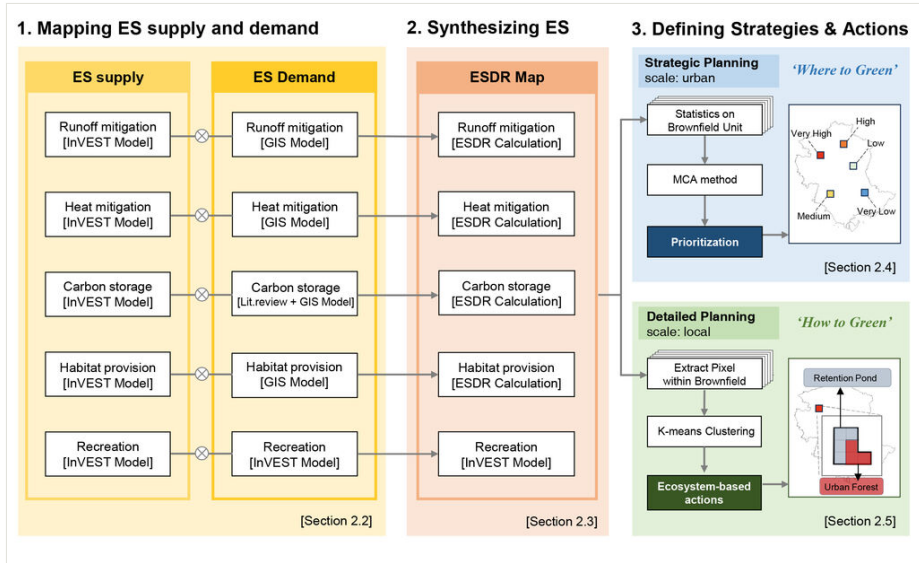 1. Mapping ES supply and demand
2. Synthesizing ES
3. Defining Strategies & Actions
ES supply
ES Demand
ESDR Map
Runoff mitigation
[InVEST Model]
Runoff mitigation
[GIS Model]
Runoff mitigation
[ESDR Calculation]
Heat mitigation
[InVEST Model]
Heat mitigation
[GIS Model]
Heat mitigation
[ESDR Calculation]
Carbon storage
[InVEST Model]
Carbon storage
[Lit.review + GIS Model]
Carbon storage
[ESDR Calculation]
Habitat provision
[InVEST Model]
Habitat provision
[GIS Model]
Habitat provision
[ESDR Calculation]
Recreation
[InVEST Model]
Recreation
[InVEST Model]
Recreation
[InVEST Model]
[Section 2.2]
[Section 2.3]
Strategic Planning
scale: urban
'Where to Green'
Statistics on
Brownfield Unit
MCA method
Prioritization
High
Very High
Low
Medium
Very Low
[Section 2.4]
Detailed Planning
scale: local
'How to Green'
Extract Pixel
within Brownfield
K-means Clustering
Ecosystem-based
actions
Retention Pond
Urban Forest
[Section 2.5]